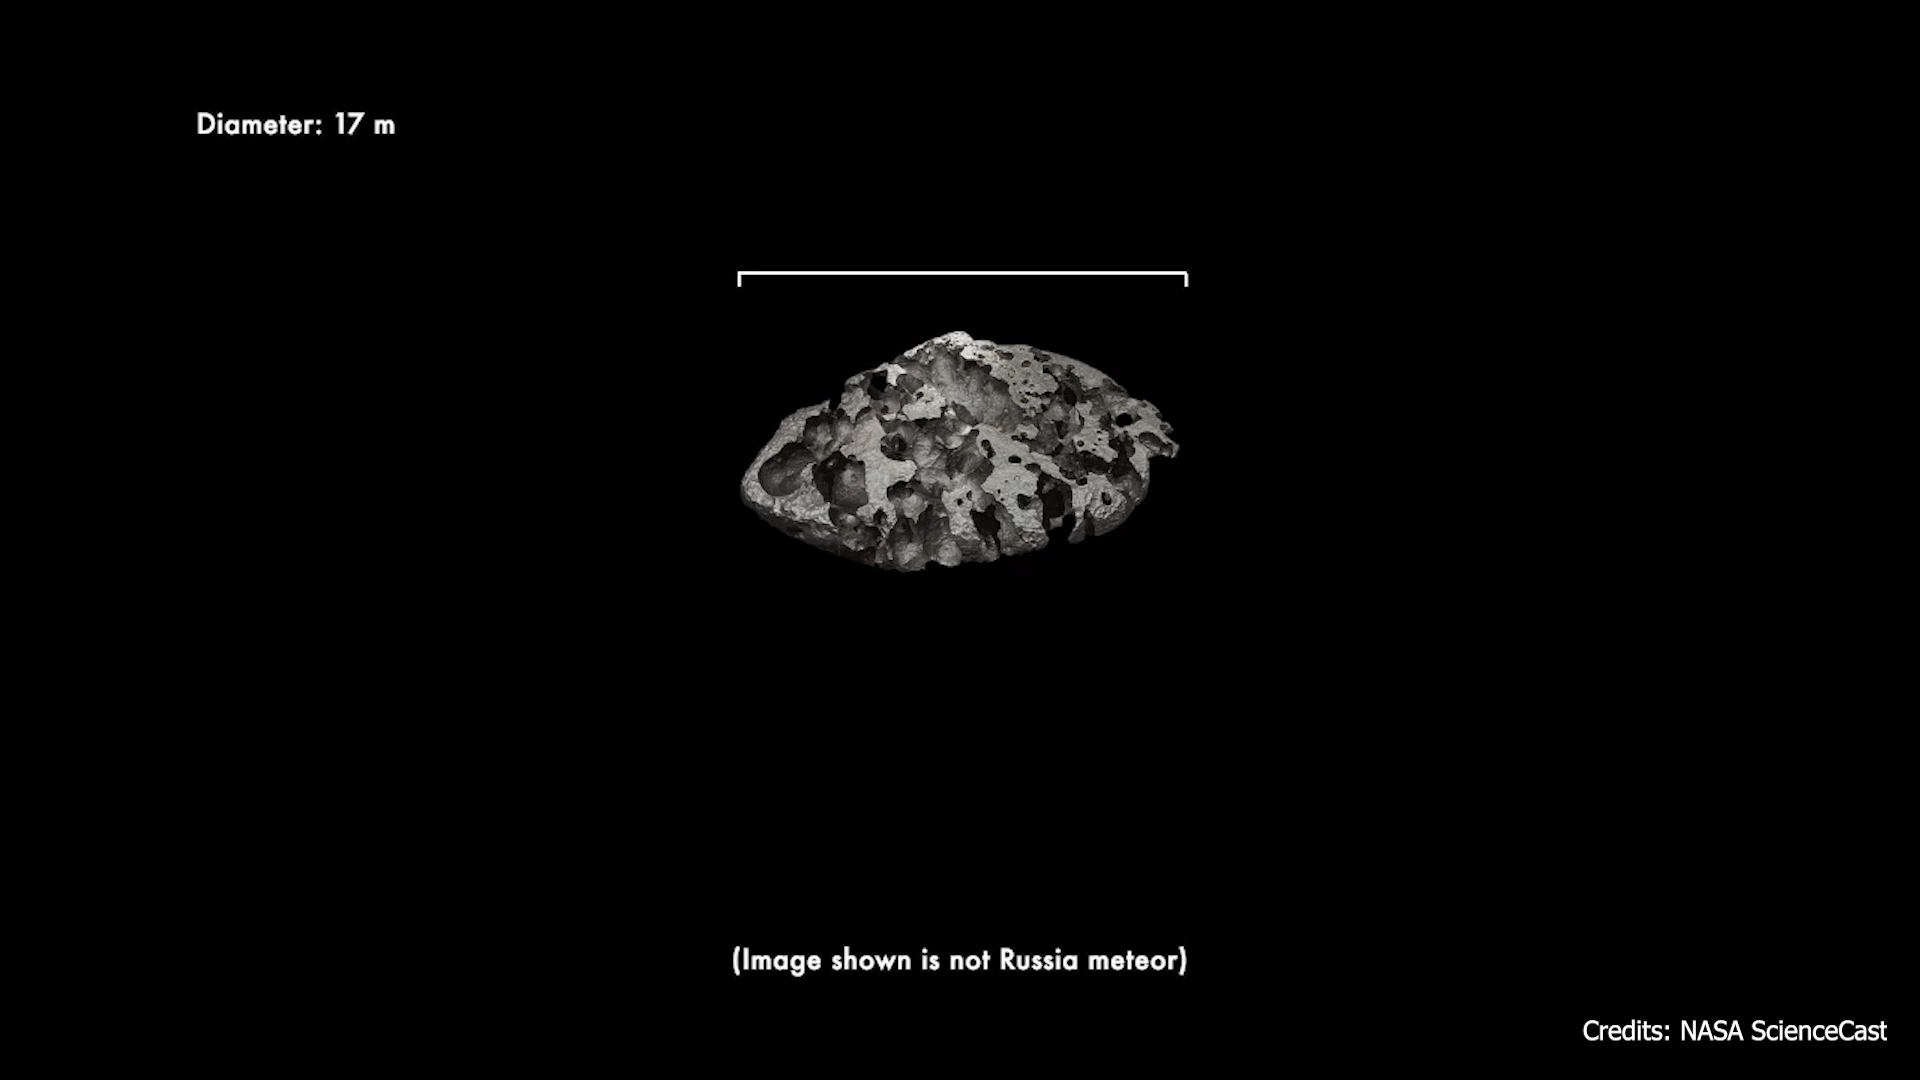 Diameter: 17 m
(Image shown is not Russia meteor)
Credits: NASA ScienceCast